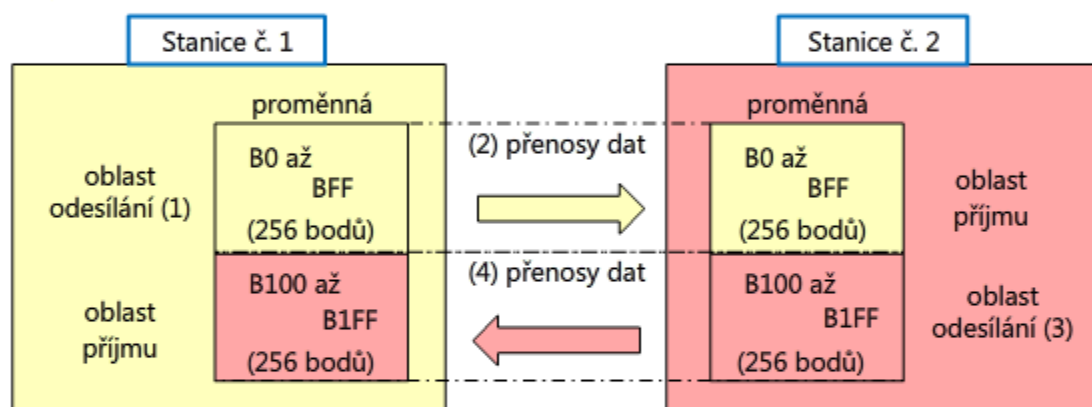 Stanice č. 1
Stanice č. 2
proměnná
proměnná
oblast
odesílání (1)
B0 až
BFF
(256 bodů)
(2) přenosy dat
B0 až
BFF
(256 bodů)
oblast
příjmu
oblast
příjmu
B100 až
B1FF
(256 bodů)
(4) přenosy dat
B100 až
B1FF
(256 bodů)
oblast
odesílání (3)